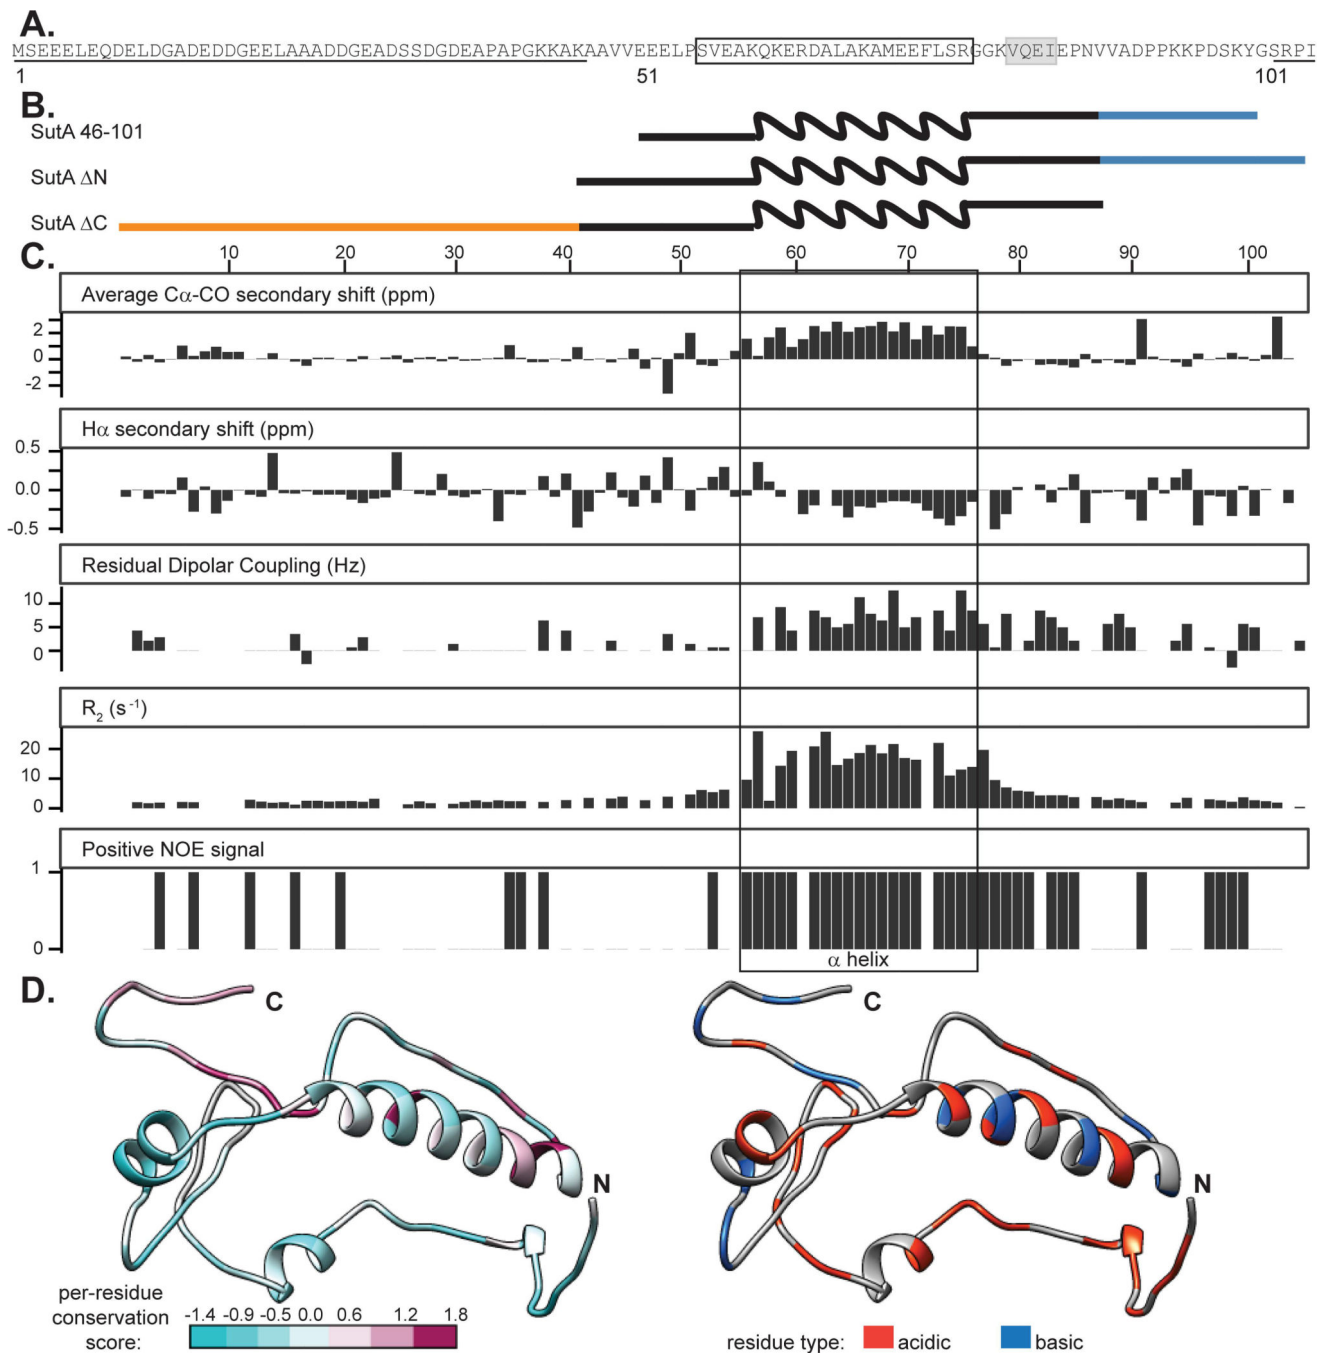 A.
MSEEELEQDELDGADEDDGEELAAADDGEADSSDGDEAPAPGKKAKAAVVEEELPSVEAKQKERDALAKAMEEFLSRGGKVQEIEPNVVADPPKKPDSKYGSRPI
1 51 101
B.
SutA 46-101
SutA ΔN
SutA ΔC
C.
10 20 30 40 50 60 70 80 90 100
Average Cα-CO secondary shift (ppm)
2
0
-2
Hα secondary shift (ppm)
0.5
0.0
-0.5
Residual Dipolar Coupling (Hz)
10
5
0
R2 (s-1)
20
10
0
Positive NOE signal
1
0
α helix
D.
C C
N N
per-residue conservation score:
-1.4 -0.9 -0.5 0.0 0.6 1.2 1.8
residue type: acidic basic